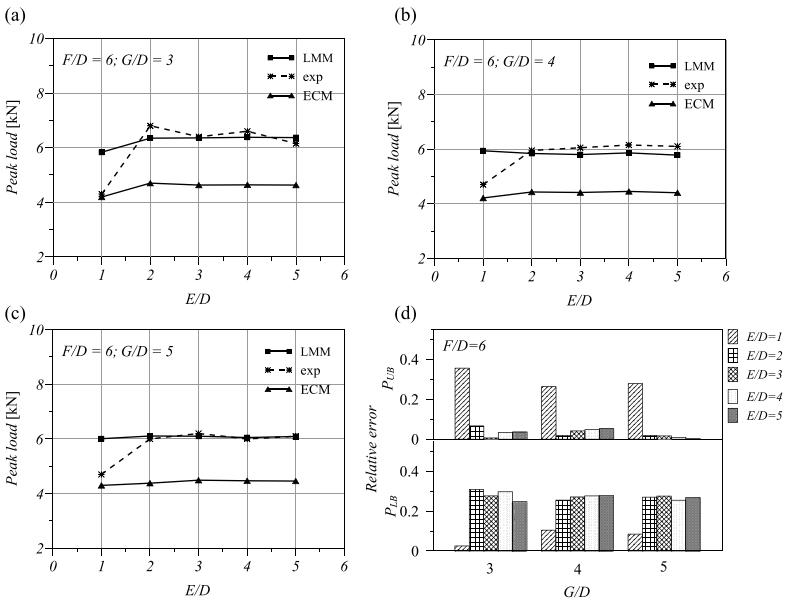 (a)
F/D = 6; G/D = 3
LMM
exp
ECM
Peak load [kN]
10
8
6
4
2
0 1 2 3 4 5 6
E/D
(b)
F/D = 6; G/D = 4
LMM
exp
ECM
Peak load [kN]
10
8
6
4
2
0 1 2 3 4 5 6
E/D
(c)
F/D = 6; G/D = 5
LMM
exp
ECM
Peak load [kN]
10
8
6
4
2
0 1 2 3 4 5 6
E/D
(d)
F/D=6
E/D=1
E/D=2
E/D=3
E/D=4
E/D=5
Relative error
P_UB
0.4
0.2
0
P_LB
0.4
0.2
0
3 4 5
G/D